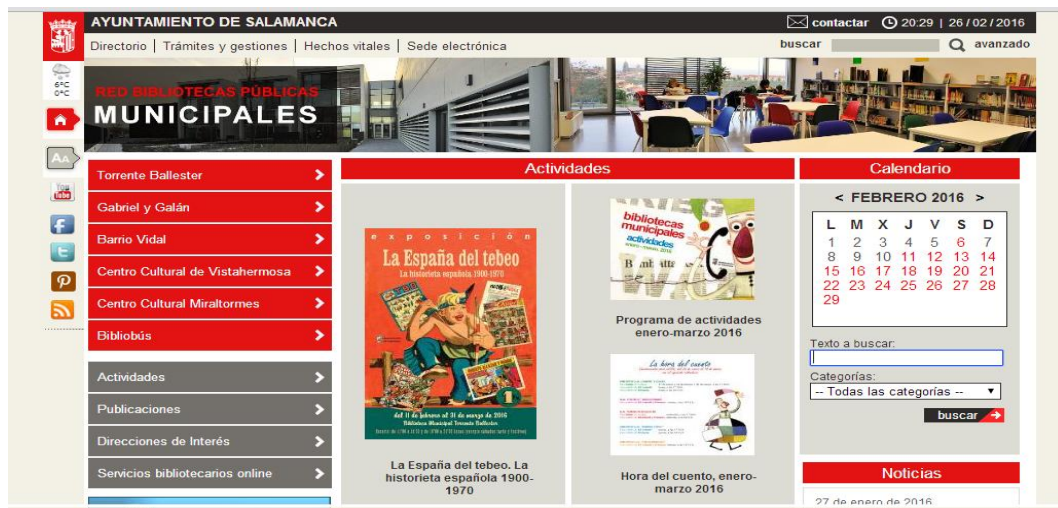 AYUNTAMIENTO DE SALAMANCA
contactar 20:29 | 26/02/2016
Directorio | Trámites y gestiones | Hechos vitales | Sede electrónica
buscar avanzado
6ºC
0ºC
RED BIBLIOTECAS PÚBLICAS
MUNICIPALES
AA
You
Tube
Torrente Ballester
Gabriel y Galán
Barrio Vidal
Centro Cultural de Vistahermosa
Centro Cultural Miraltormes
Bibliobús
Actividades
Publicaciones
Direcciones de Interés
Servicios bibliotecarios online
Actividades
exposición
La España del tebeo
La historieta española 1900-1970
1
del 11 de febrero al 31 de marzo de 2016
Biblioteca Municipal Torrente Ballester
La España del tebeo. La
historieta española 1900-
1970
bibliotecas
municipales
actividades
enero - marzo 2016
Programa de actividades
enero-marzo 2016
La hora del cuento
Hora del cuento, enero-
marzo 2016
Calendario
< FEBRERO 2016 >
L M X J V S D
1 2 3 4 5 6 7
8 9 10 11 12 13 14
15 16 17 18 19 20 21
22 23 24 25 26 27 28
29
Texto a buscar:
Categorías:
-- Todas las categorías --
buscar
Noticias
27 de enero de 2016